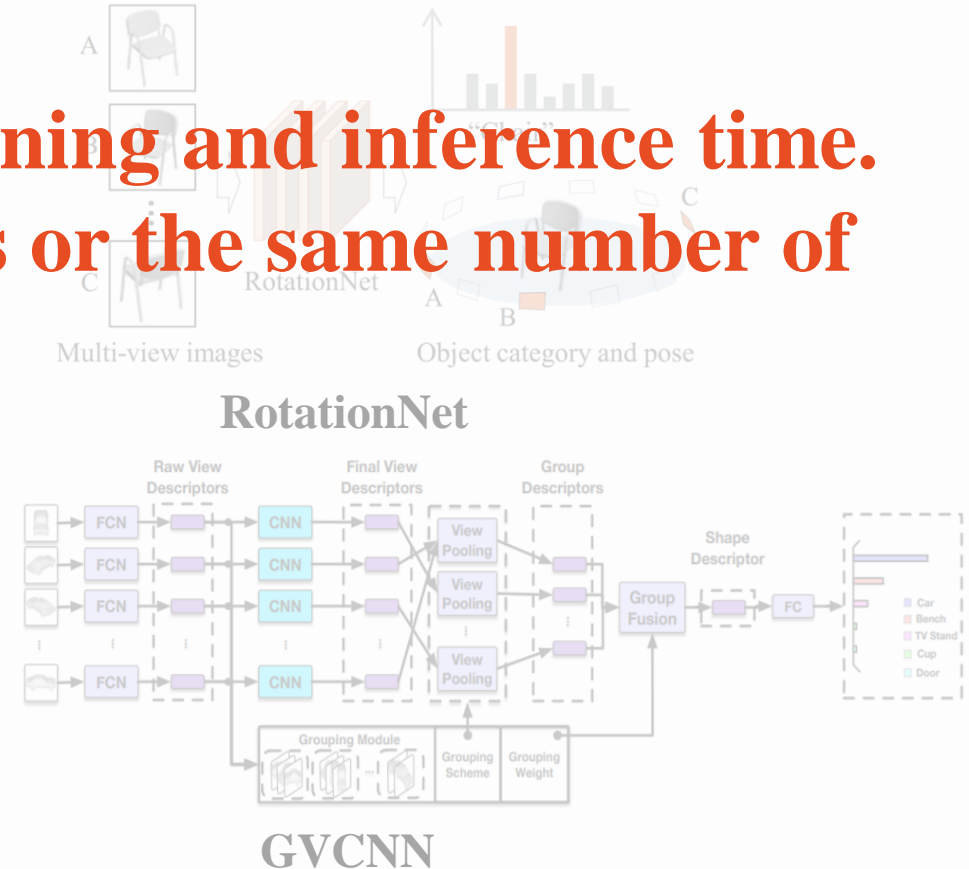 A
"Chair"
ning and inference time.
B
C
s or the same number of
C
RotationNet
A
B
Multi-view images
Object category and pose
RotationNet
Raw View
Descriptors
Final View
Descriptors
Group
Descriptors
FCN
CNN
View
Pooling
Shape
Descriptor
FCN
CNN
View
Pooling
Group
Fusion
FC
FCN
CNN
Car
Bench
TV Stand
Cup
Door
FCN
CNN
View
Pooling
Grouping Module
Grouping
Scheme
Grouping
Weight
GVCNN